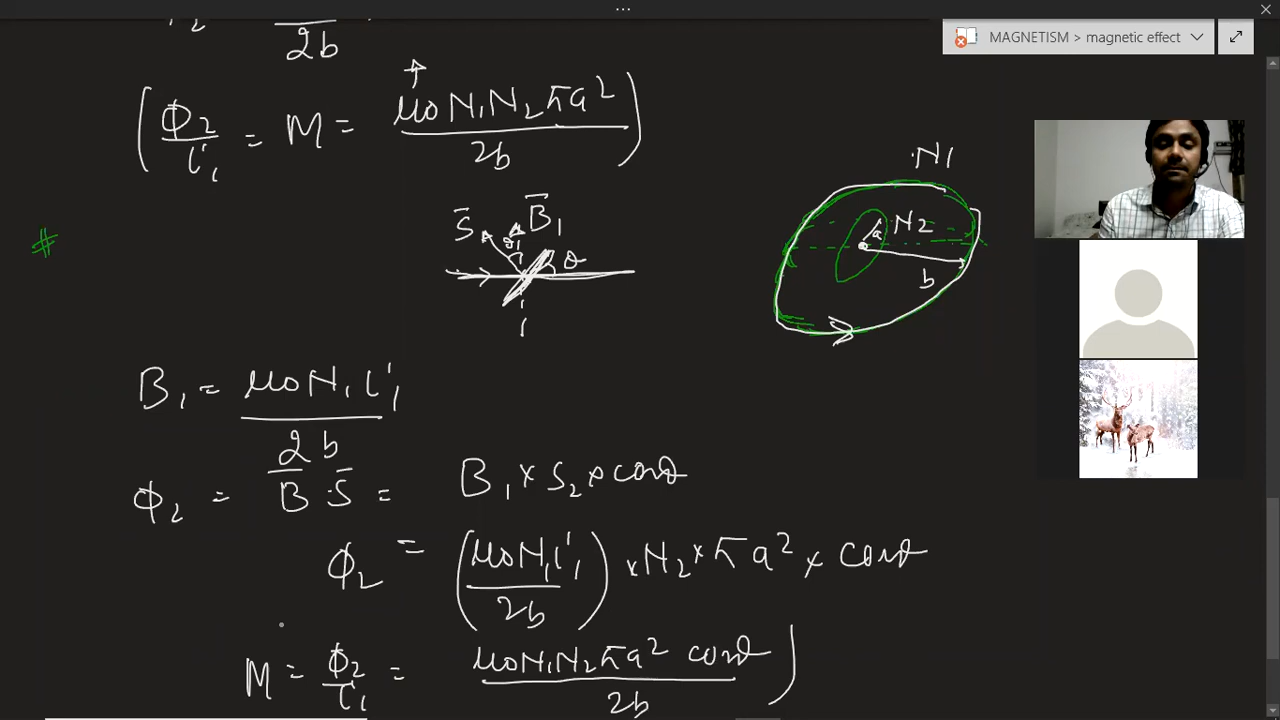 ...
MAGNETISM > magnetic effect
2b
( Φ2/i1 = M = μ0N1N2πa² / 2b )
N1
N2
a
b
#
S̄ θ B̄1
θ
B1 = μ0N1i1 / 2b
Φ2 = B̄·S̄ = B1 × S2 × cosθ
Φ2 = (μ0N1i1 / 2b) × N2 × πa² × cosθ
M = Φ2/i1 = μ0N1N2πa² cosθ / 2b )